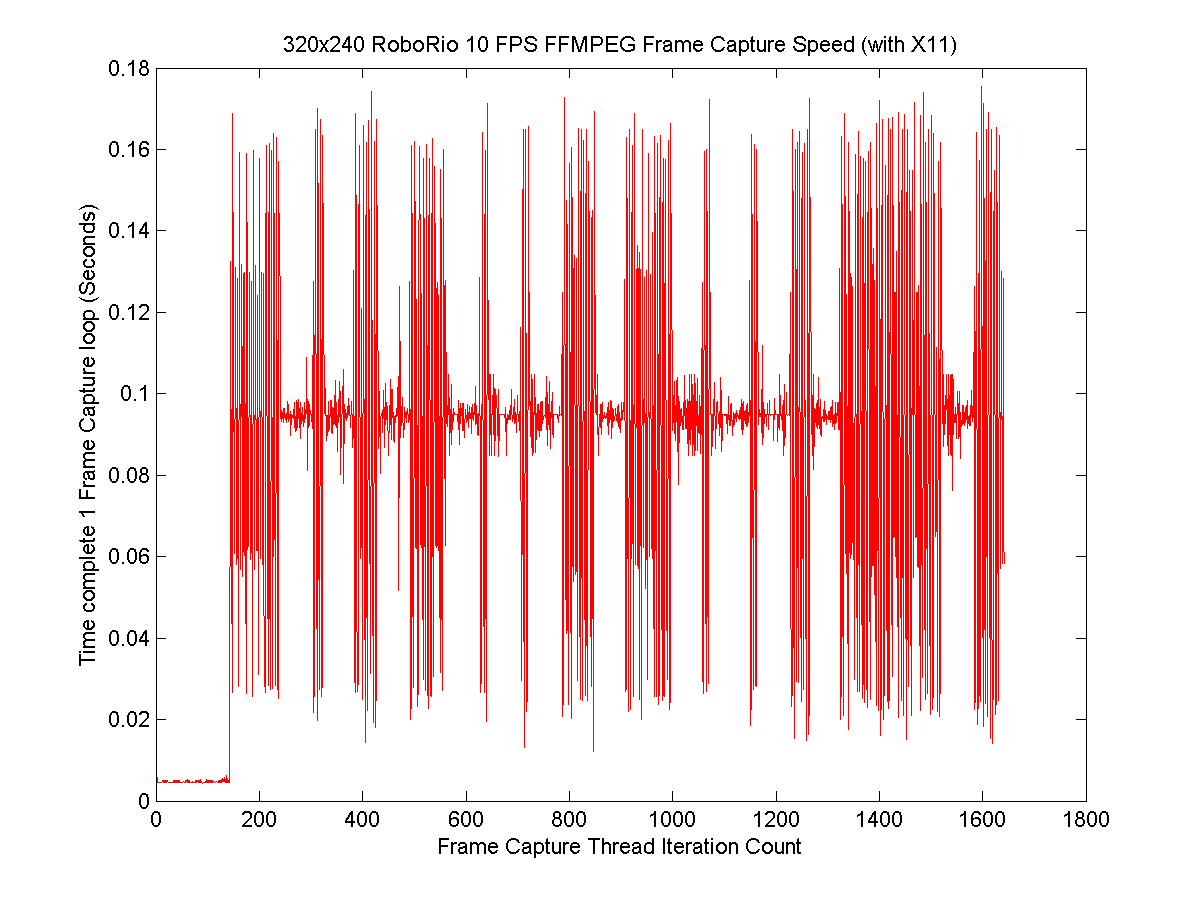 320x240 RoboRio 10 FPS FFMPEG Frame Capture Speed (with X11)
Time complete 1 Frame Capture loop (Seconds)
0.18
0.16
0.14
0.12
0.1
0.08
0.06
0.04
0.02
0
0 200 400 600 800 1000 1200 1400 1600 1800
Frame Capture Thread Iteration Count